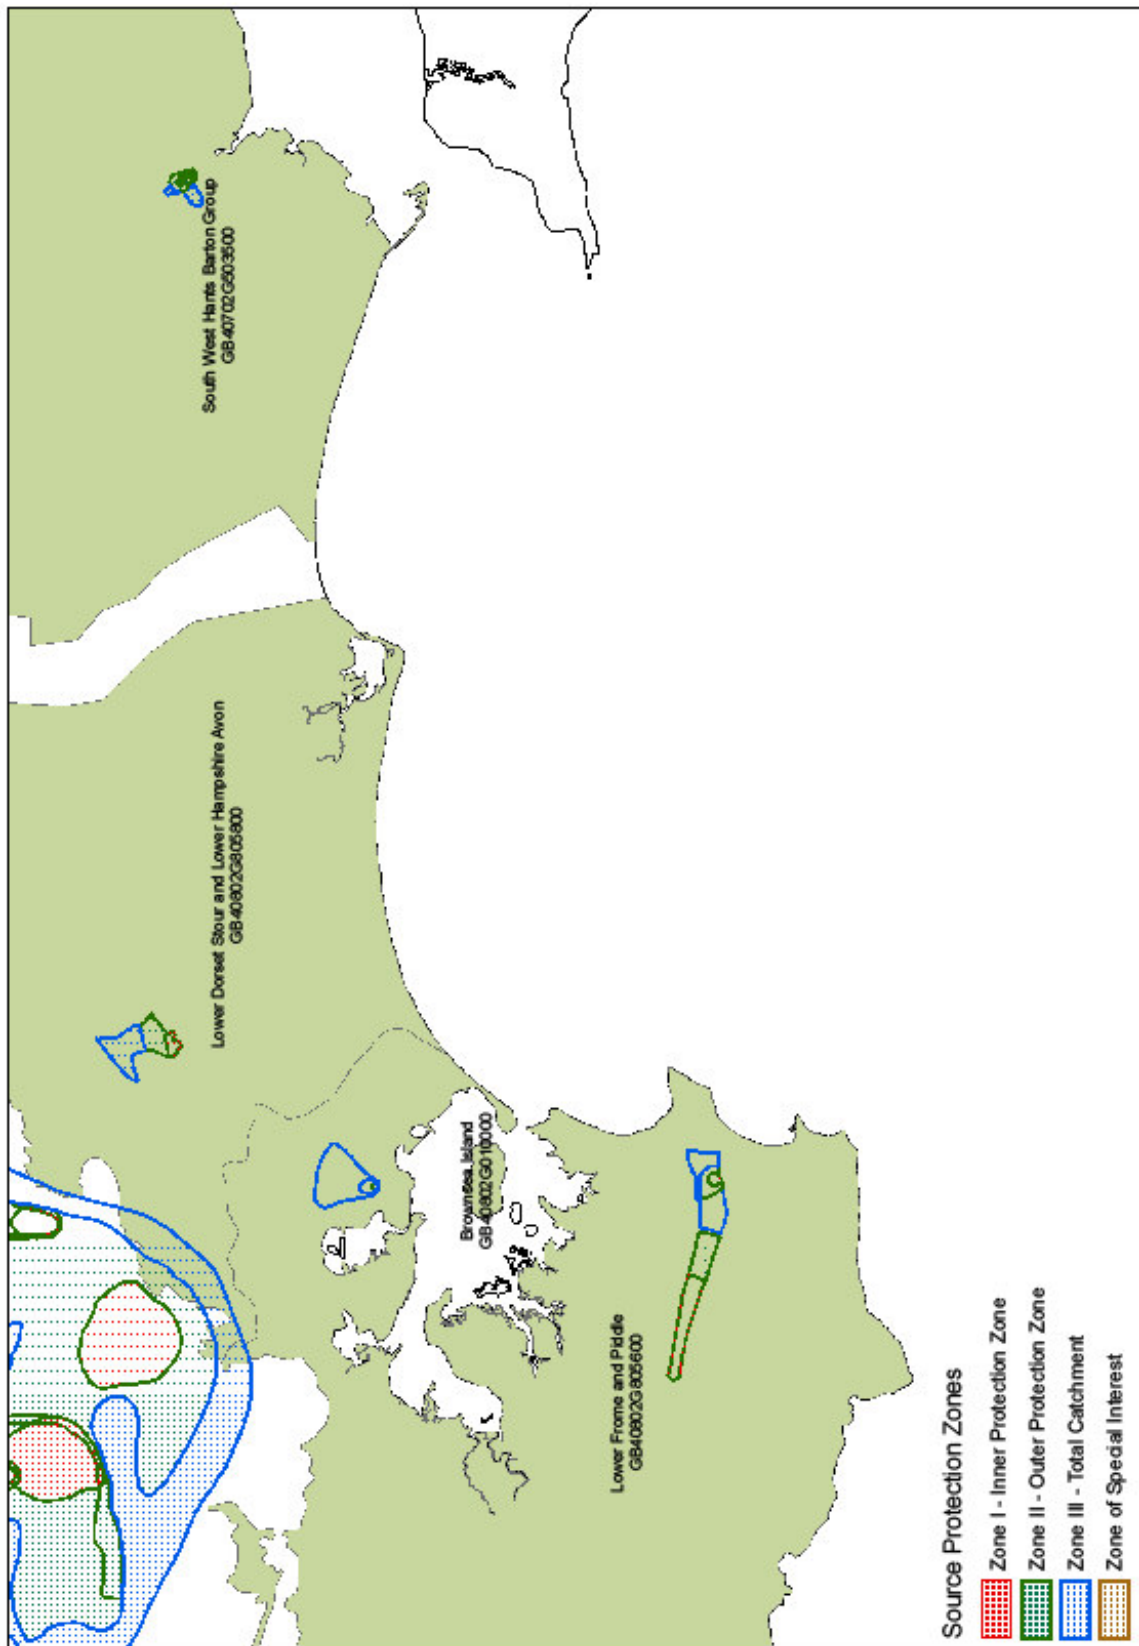 South West Hants Barton Group
GB40702G503500
Lower Dorset Stour and Lower Hampshire Avon
GB40802G805800
Brownsea Island
GB40802G010000
Lower Frome and Piddle
GB40802G805600
Source Protection Zones
Zone I - Inner Protection Zone
Zone II - Outer Protection Zone
Zone III - Total Catchment
Zone of Special Interest